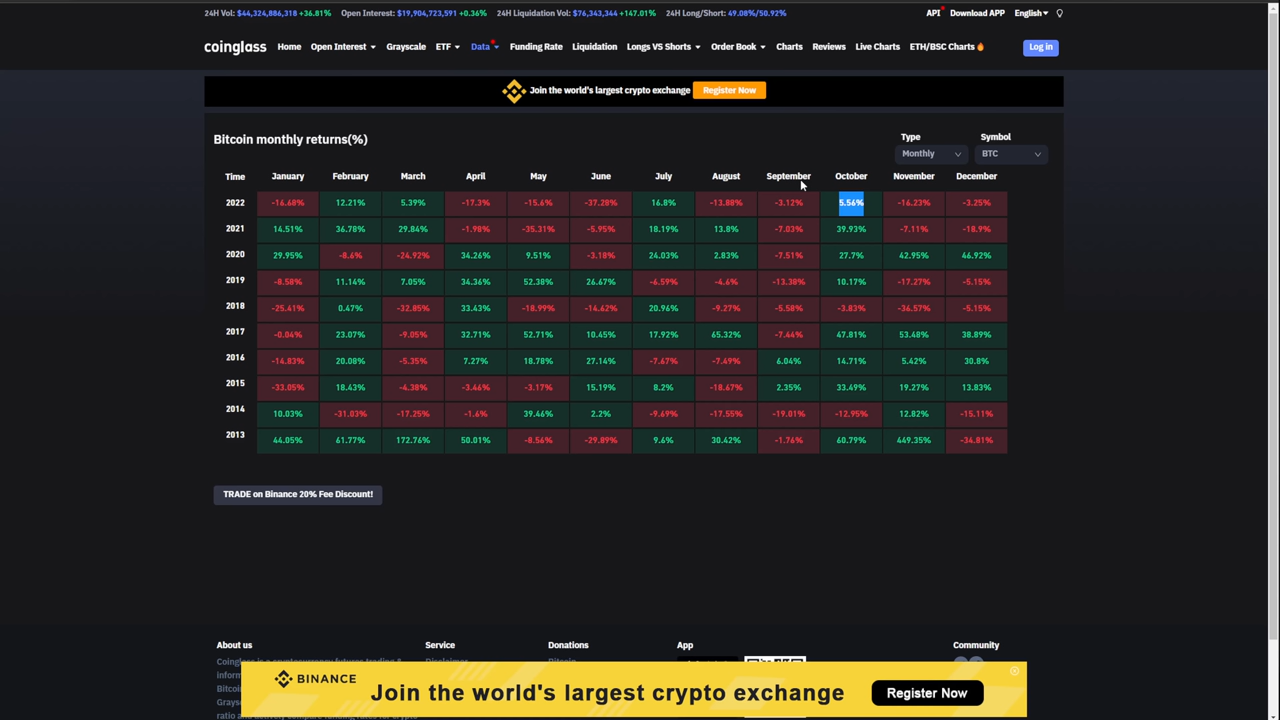 24H Vol: $44,324,886,318 +36.81% Open Interest: $19,904,723,591 +0.36% 24H Liquidation Vol: $76,343,344 +147.01% 24H Long/Short: 49.08%/50.92% API Download APP English
coinglass Home Open Interest Grayscale ETF Data Funding Rate Liquidation Longs VS Shorts Order Book Charts Reviews Live Charts ETH/BSC Charts Log in
Join the world's largest crypto exchange Register Now
Bitcoin monthly returns(%)
Type Symbol
Monthly BTC
Time January February March April May June July August September October November December
2022 -16.68% 12.21% 5.39% -17.3% -15.6% -37.28% 16.8% -13.88% -3.12% 5.56% -16.23% -3.25%
2021 14.51% 36.78% 29.84% -1.98% -35.31% -5.95% 18.19% 13.8% -7.03% 39.93% -7.11% -18.9%
2020 29.95% -8.6% -24.92% 34.26% 9.51% -3.18% 24.03% 2.83% -7.51% 27.7% 42.95% 46.92%
2019 -8.58% 11.14% 7.05% 34.36% 52.38% 26.67% -6.59% -4.6% -13.38% 10.17% -17.27% -5.15%
2018 -25.41% 0.47% -32.85% 33.43% -18.99% -14.62% 20.96% -9.27% -5.58% -3.83% -36.57% -5.15%
2017 -0.04% 23.07% -9.05% 32.71% 52.71% 10.45% 17.92% 65.32% -7.44% 47.81% 53.48% 38.89%
2016 -14.83% 20.08% -5.35% 7.27% 18.78% 27.14% -7.67% -7.49% 6.04% 14.71% 5.42% 30.8%
2015 -33.05% 18.43% -4.38% -3.46% -3.17% 15.19% 8.2% -18.67% 2.35% 33.49% 19.27% 13.83%
2014 10.03% -31.03% -17.25% -1.6% 39.46% 2.2% -9.69% -17.55% -19.01% -12.95% 12.82% -15.11%
2013 44.05% 61.77% 172.76% 50.01% -8.56% -29.89% 9.6% 30.42% -1.76% 60.79% 449.35% -34.81%
TRADE on Binance 20% Fee Discount!
About us Service Donations App Community
BINANCE Join the world's largest crypto exchange Register Now